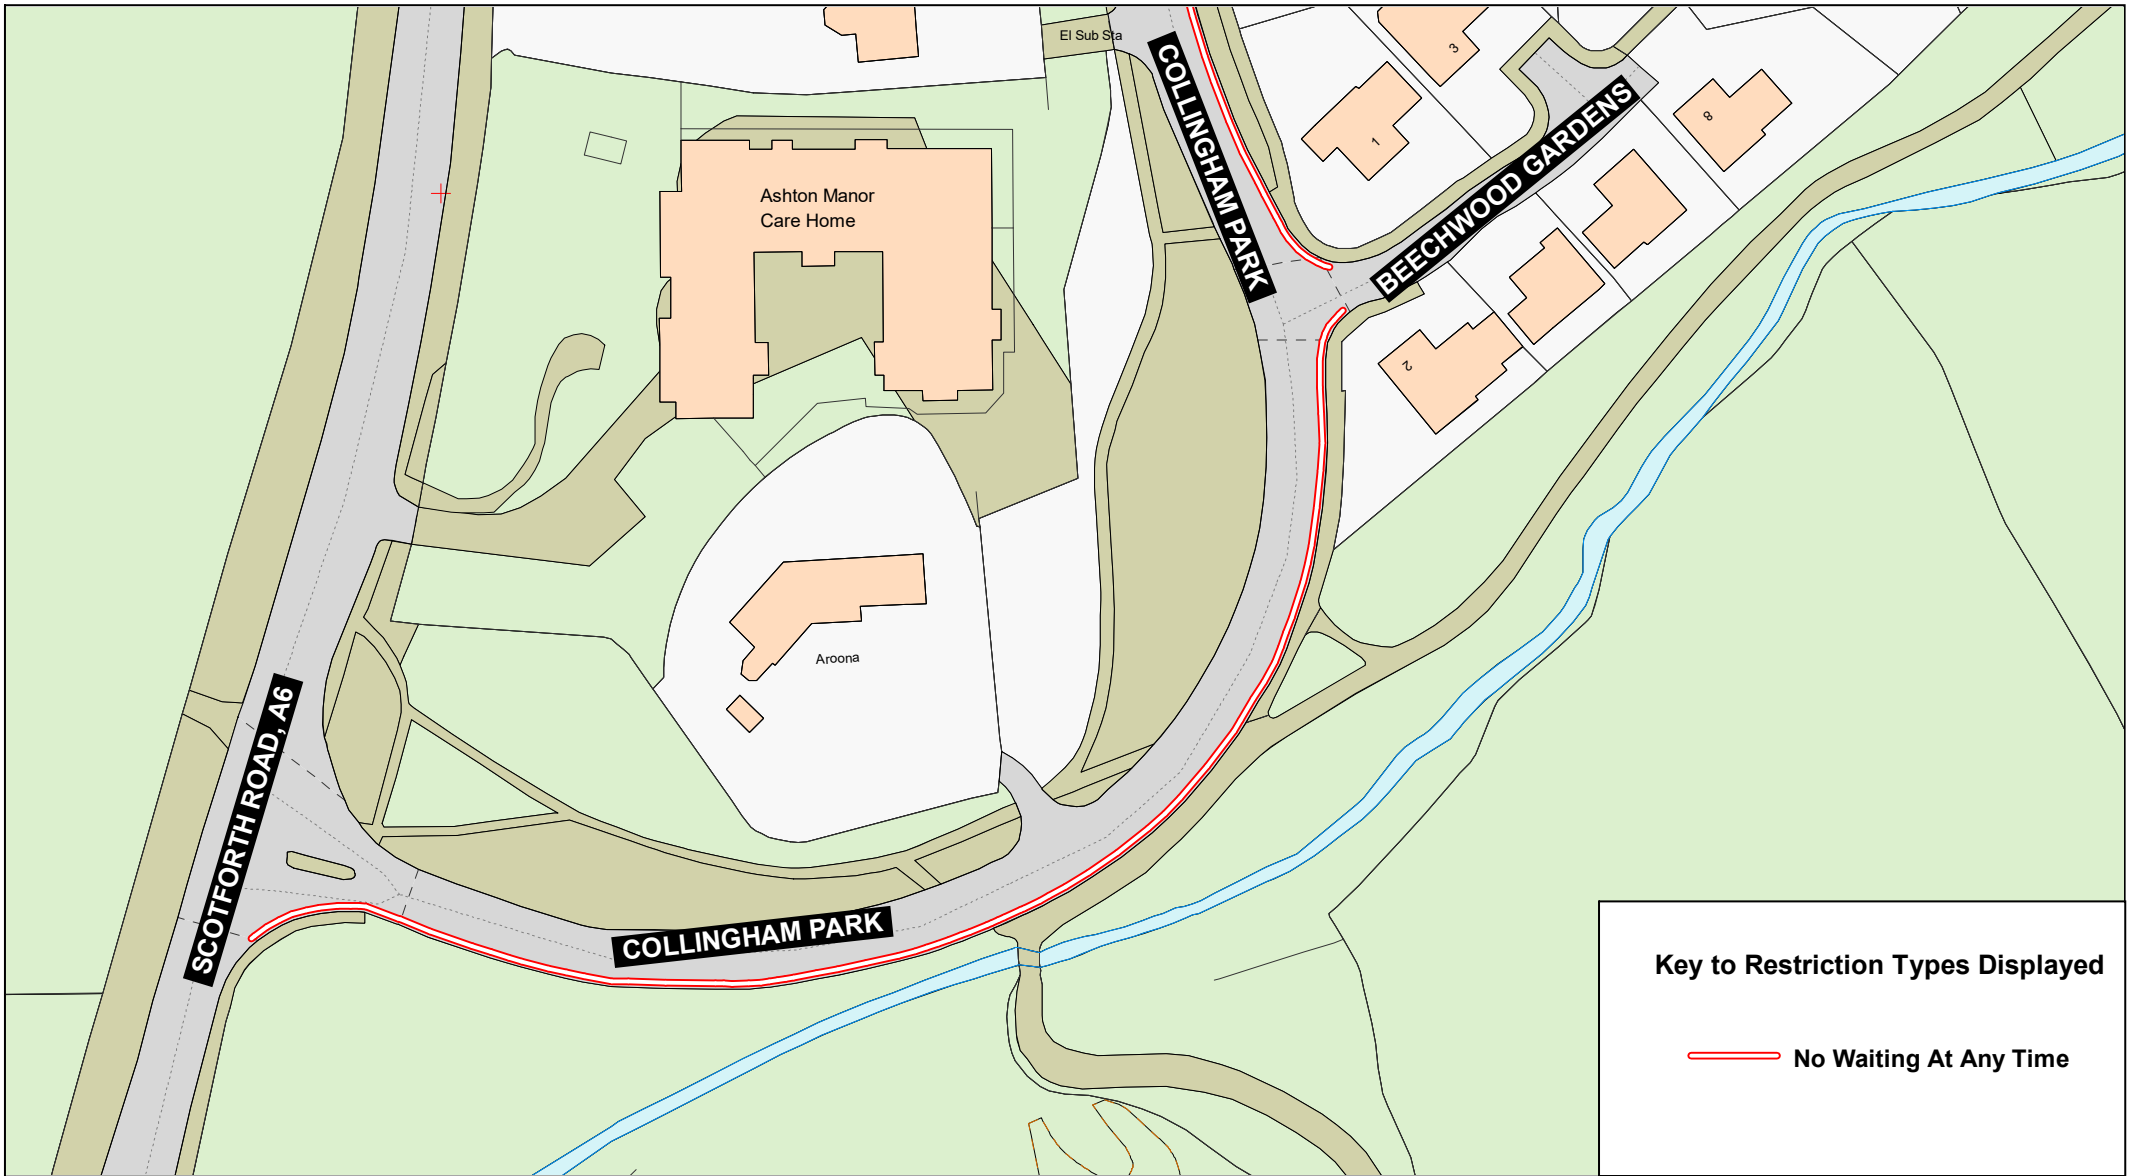 El Sub Sta
COLLINGHAM PARK
3
1
8
BEECHWOOD GARDENS
2
Ashton Manor
Care Home
Aroona
SCOTFORTH ROAD, A6
COLLINGHAM PARK
Key to Restriction Types Displayed
No Waiting At Any Time